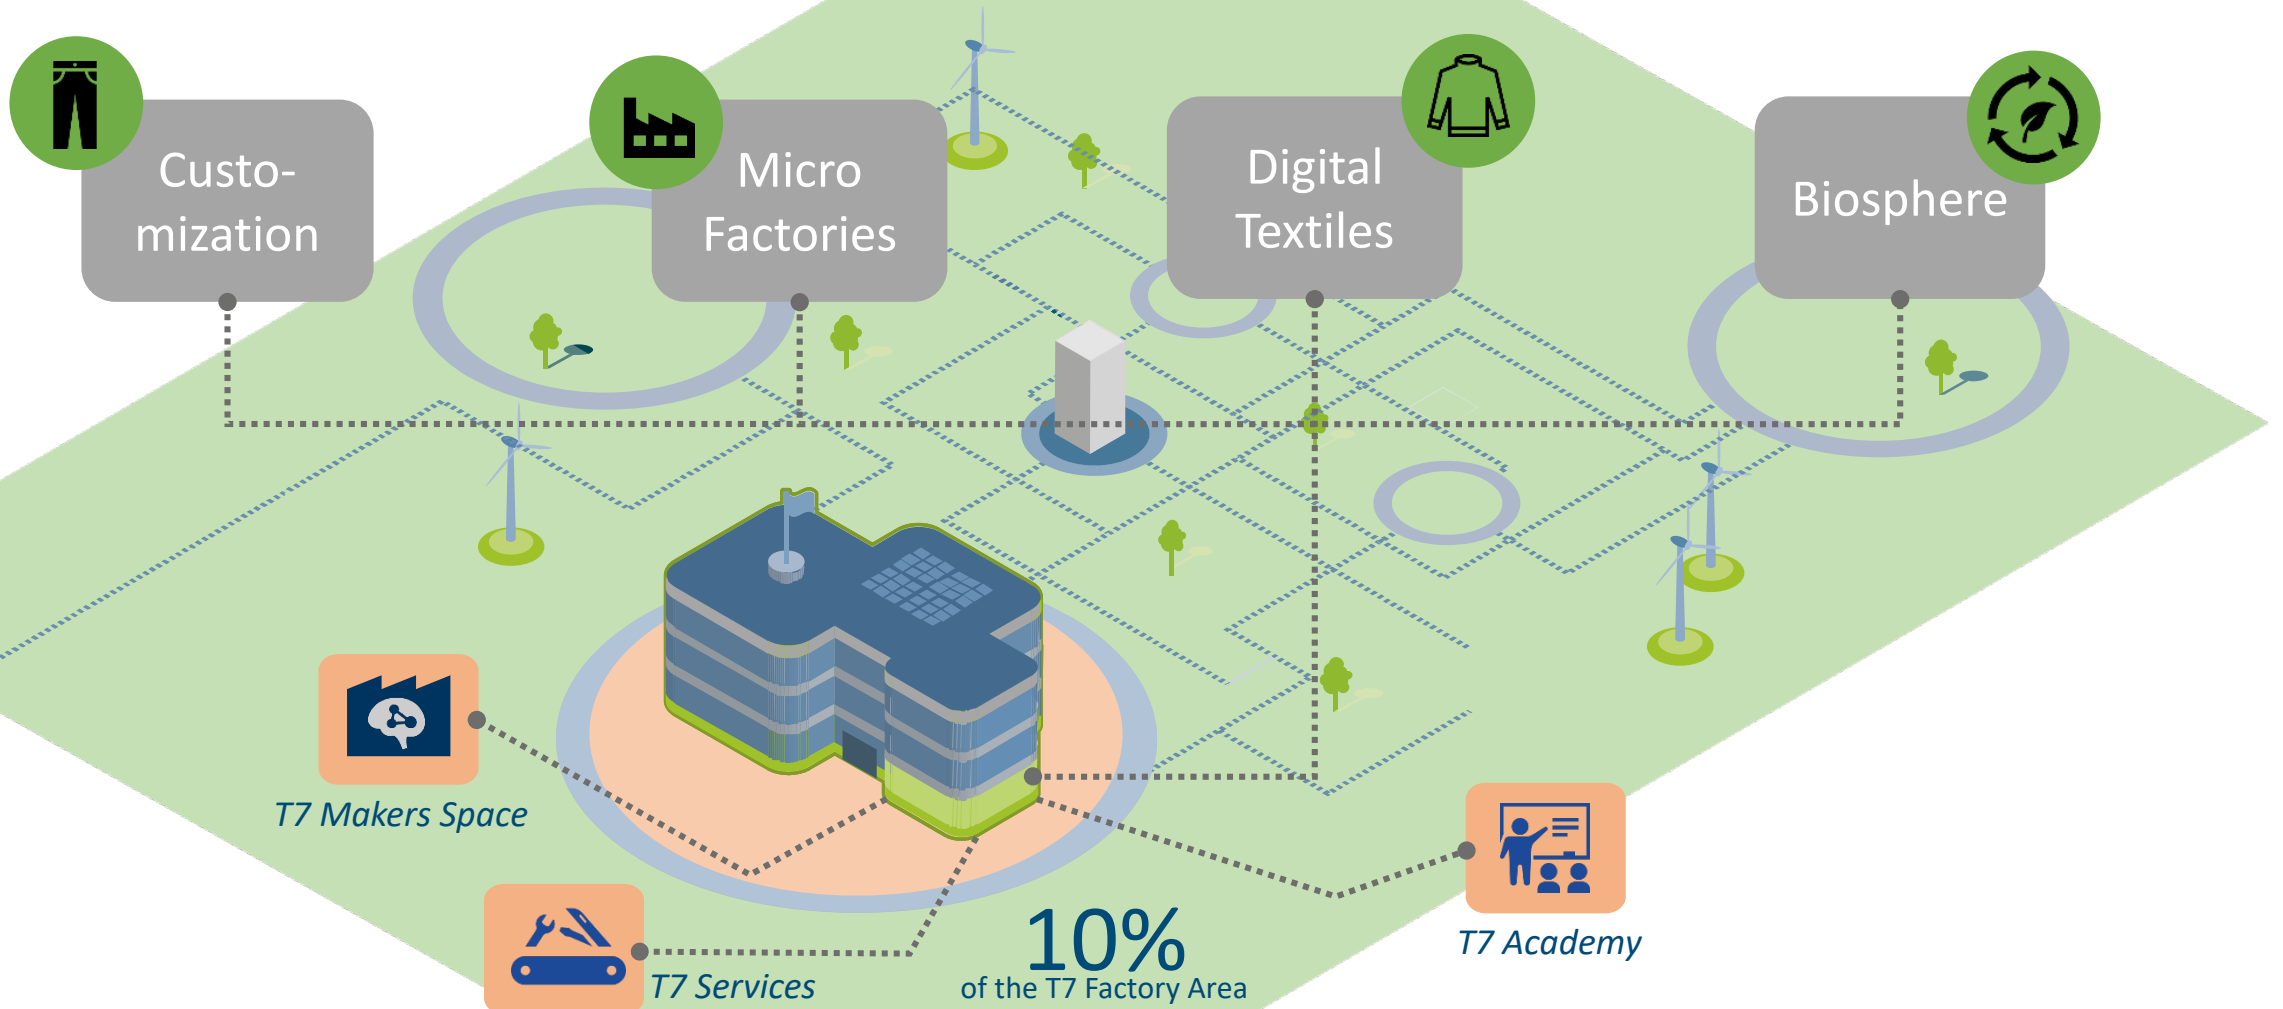 Custo-
mization
Micro
Factories
Digital
Textiles
Biosphere
T7 Makers Space
T7 Services
10%
of the T7 Factory Area
T7 Academy